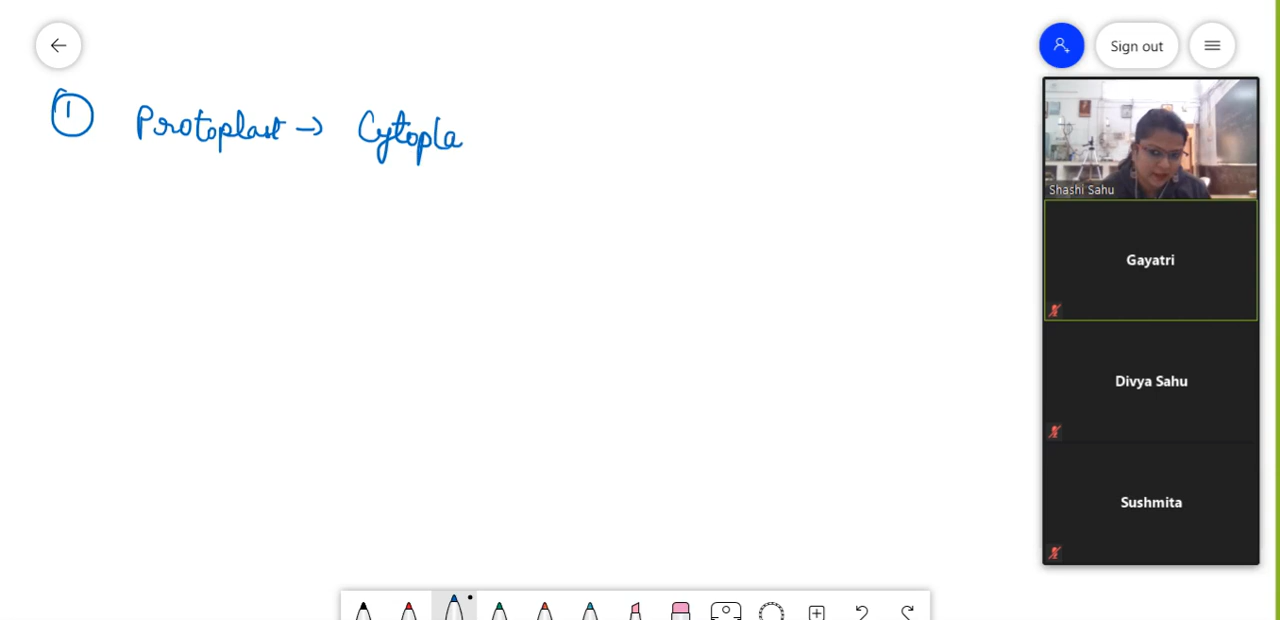 Sign out
1 Protoplast → Cytopla
Shashi Sahu
Gayatri
Divya Sahu
Sushmita